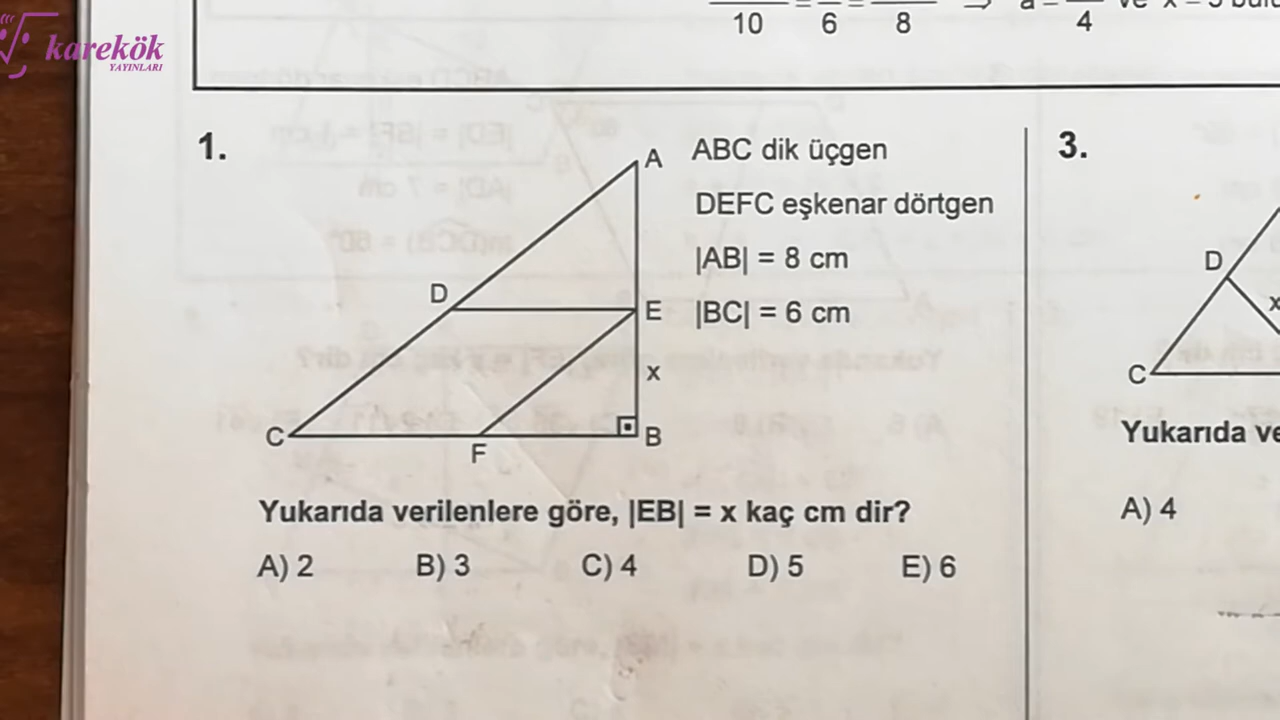 karekök
YAYINLARI
10 = 6 = 8
4
1.
ABC dik üçgen
DEFC eşkenar dörtgen
|AB| = 8 cm
|BC| = 6 cm
A
D
E
x
C
F
B
Yukarıda verilenlere göre, |EB| = x kaç cm dir?
A) 2 B) 3 C) 4 D) 5 E) 6
3.
D
x
C
Yukarıda
A) 4